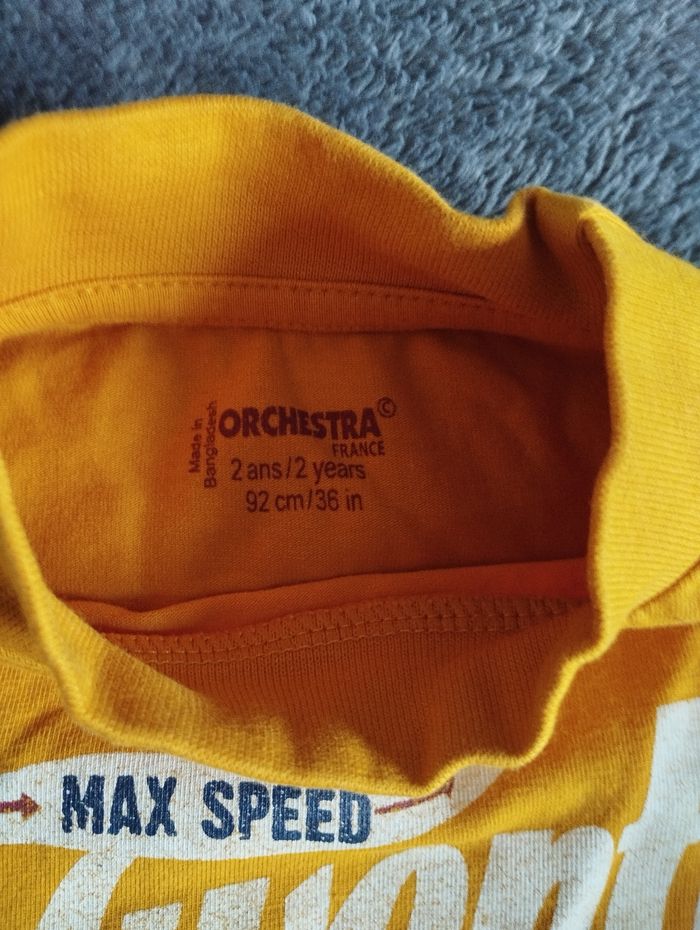 Made in
Bangladesh
ORCHESTRA©
FRANCE
2 ans/2 years
92 cm/36 in
MAX SPEED